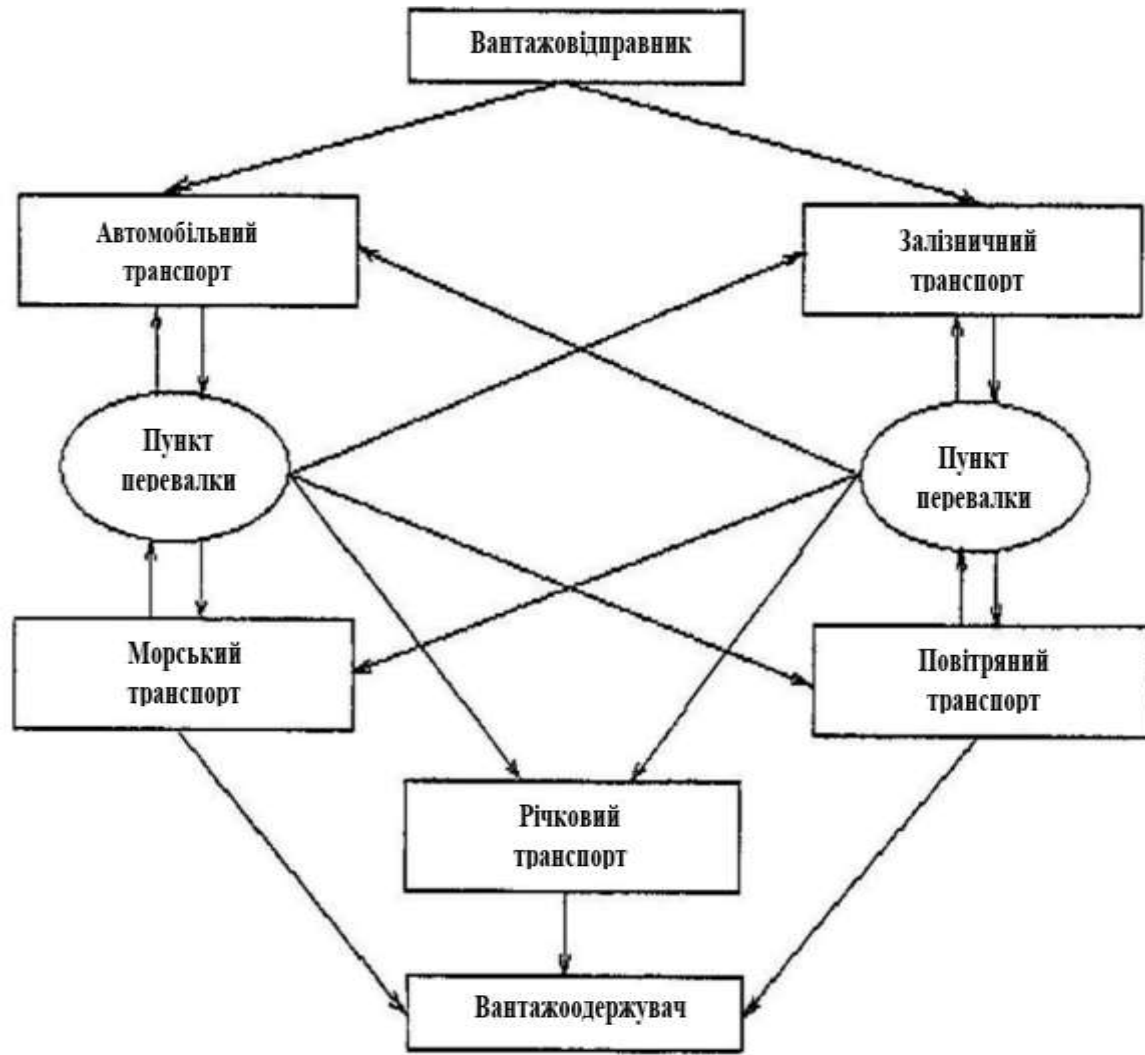 Вантажовідправник
Автомобільний
транспорт
Залізничний
транспорт
Пункт
перевалки
Пункт
перевалки
Морський
транспорт
Повітряний
транспорт
Річковий
транспорт
Вантажоодержувач